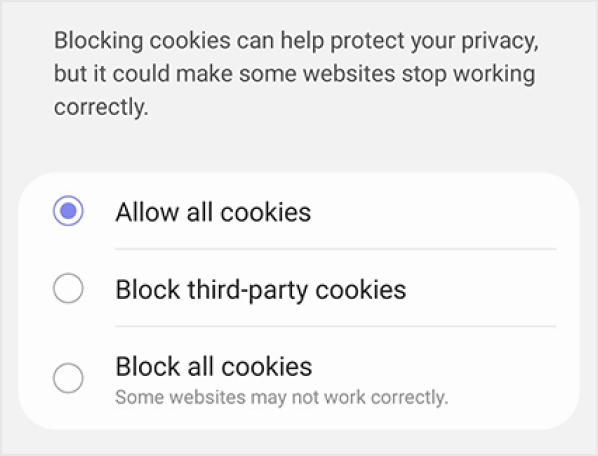 Blocking cookies can help protect your privacy,
but it could make some websites stop working
correctly.
Allow all cookies
Block third-party cookies
Block all cookies
Some websites may not work correctly.